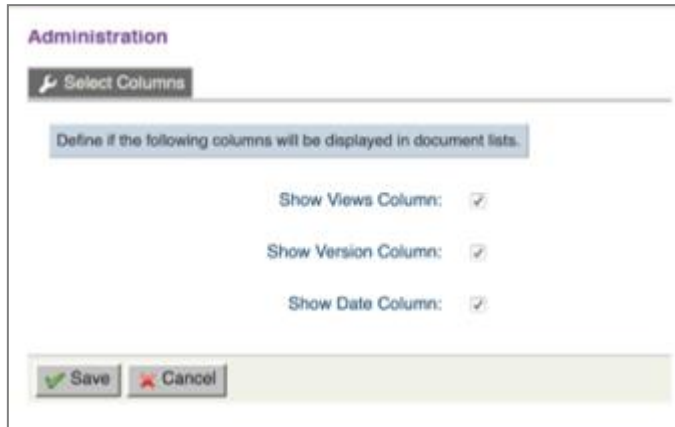 Administration
Select Columns
Define if the following columns will be displayed in document lists.
Show Views Column:
Show Version Column:
Show Date Column:
Save Cancel